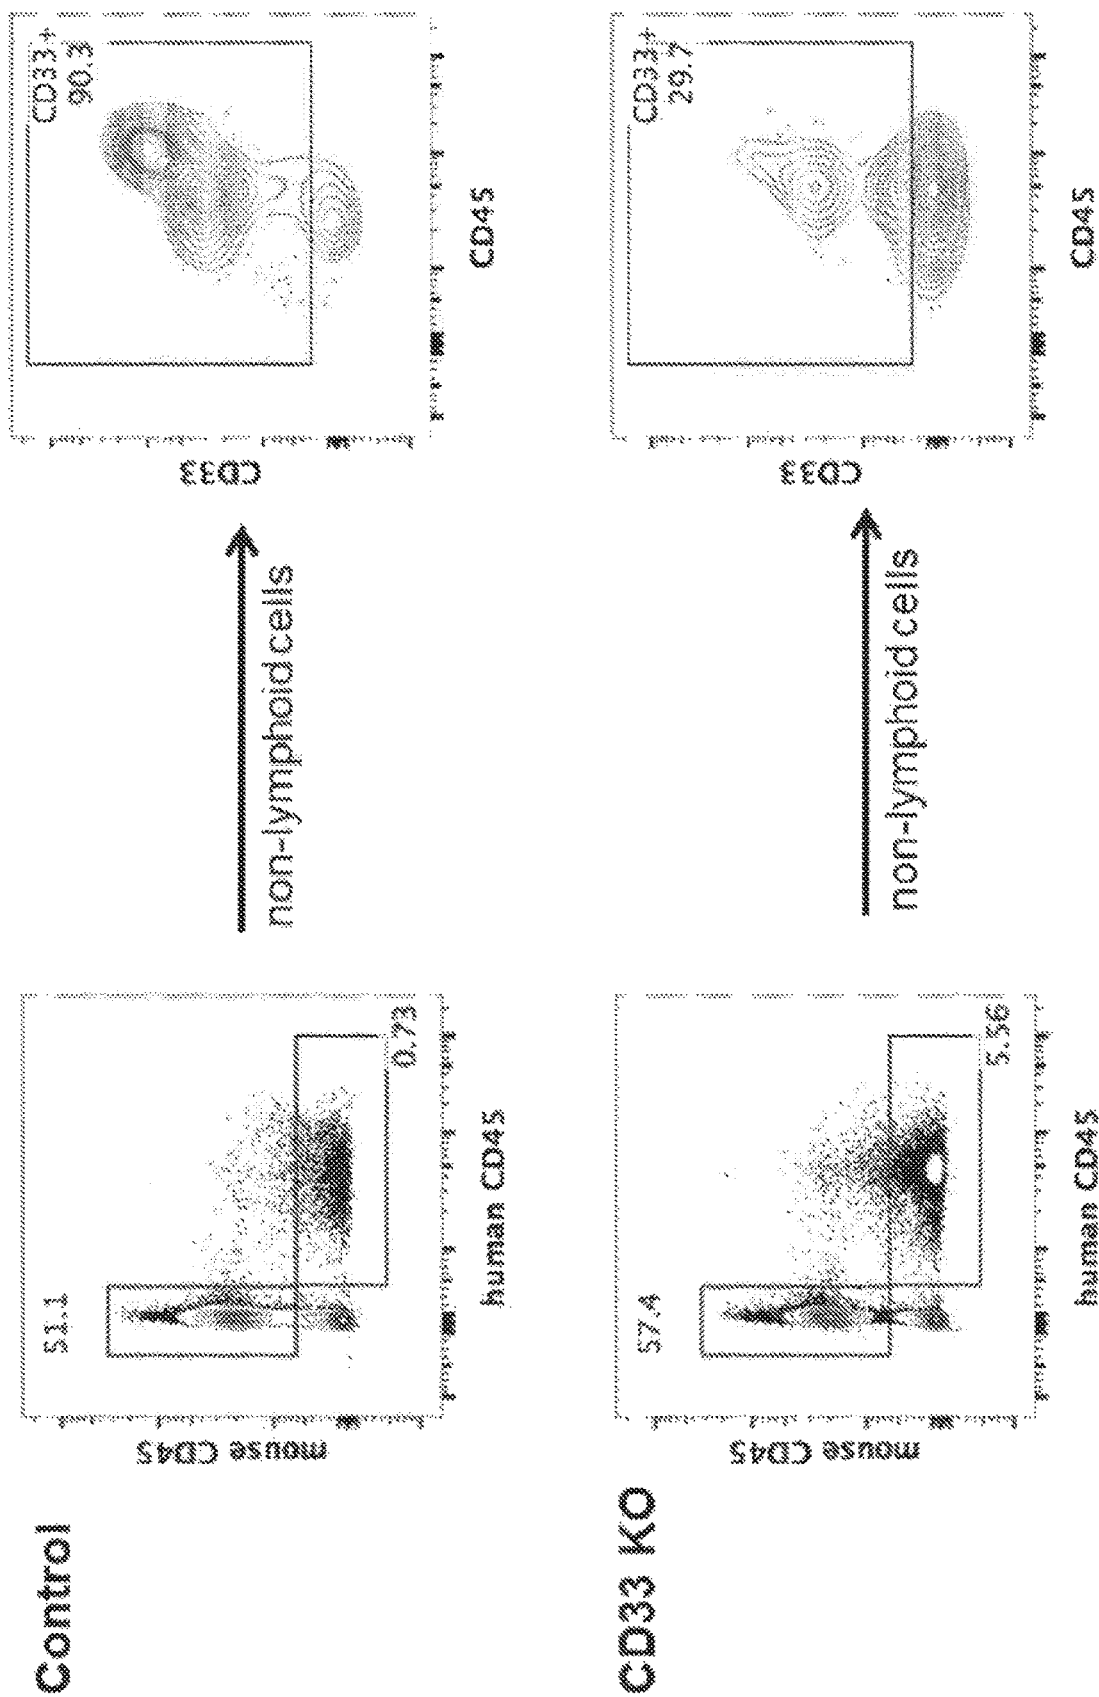 Control
51.1
0.73
mouse CD45
human CD45
non-lymphoid cells
CD33+
90.3
CD33
CD45
CD33 KO
57.4
5.56
mouse CD45
human CD45
non-lymphoid cells
CD33+
29.7
CD33
CD45